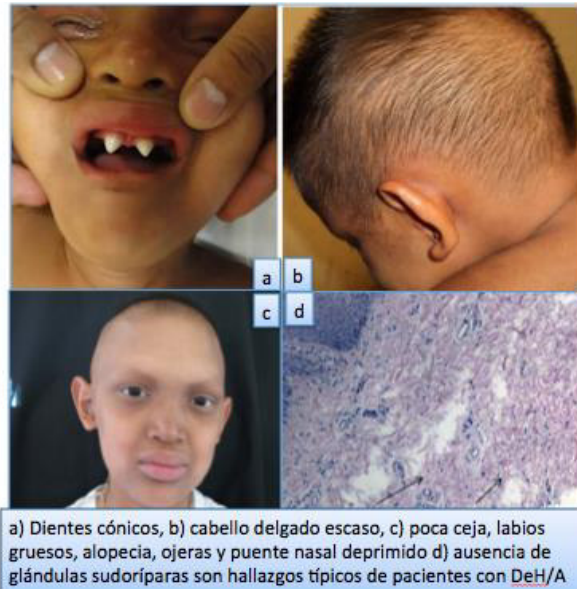 a
b
c
d
a) Dientes cónicos, b) cabello delgado escaso, c) poca ceja, labios
gruesos, alopecia, ojeras y puente nasal deprimido d) ausencia de
glándulas sudoríparas son hallazgos típicos de pacientes con DeH/A